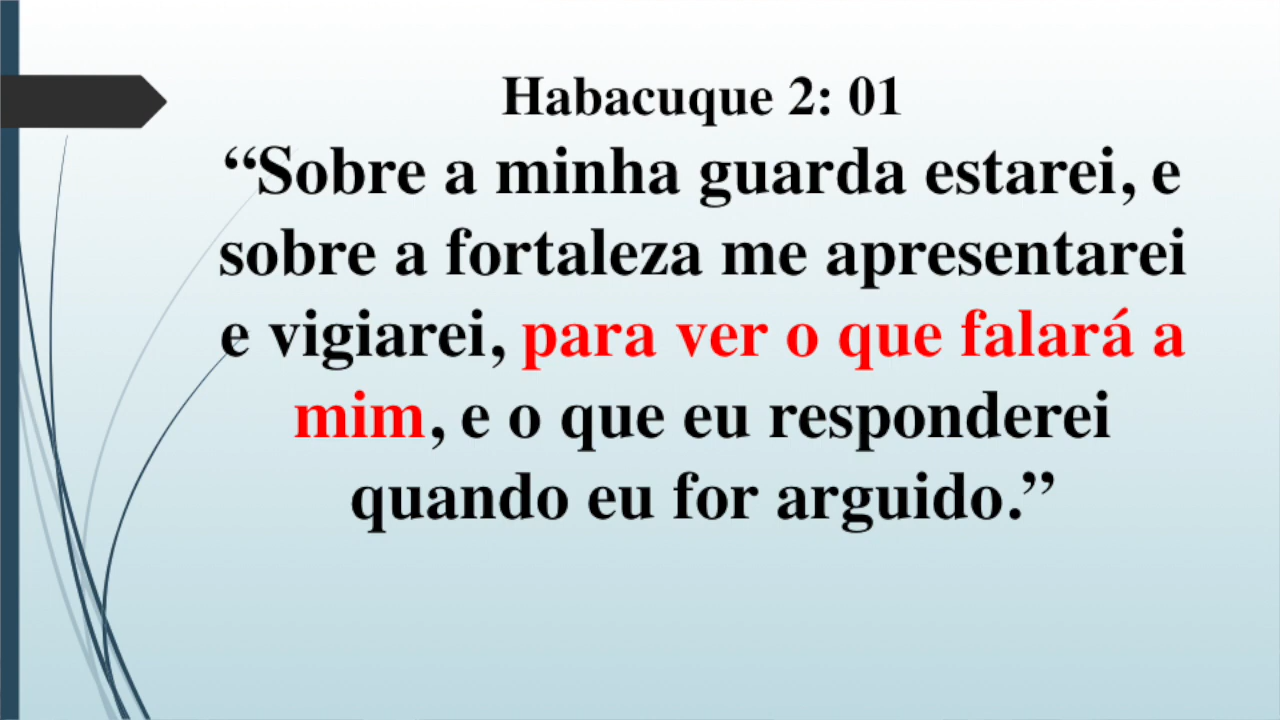 Habacuque 2: 01
“Sobre a minha guarda estarei, e
sobre a fortaleza me apresentarei
e vigiarei, para ver o que falará a
mim, e o que eu responderei
quando eu for arguido.”